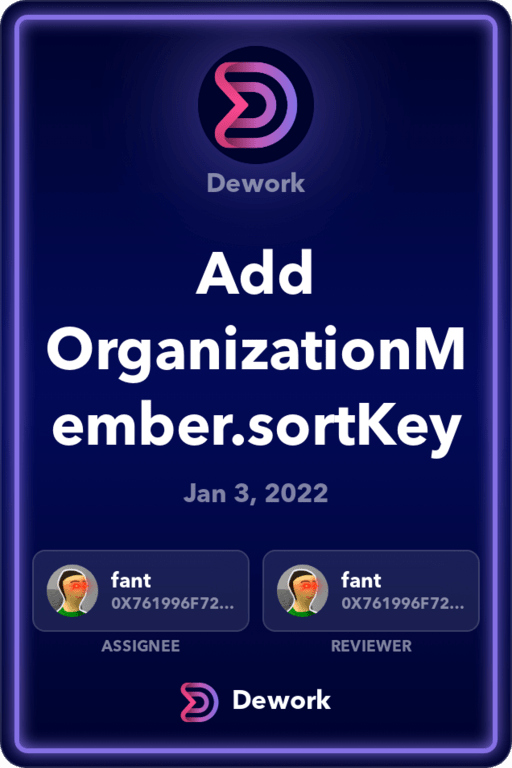 Dework
Add
OrganizationM
ember.sortKey
Jan 3, 2022
fant
0X761996F72...
ASSIGNEE
fant
0X761996F72...
REVIEWER
Dework